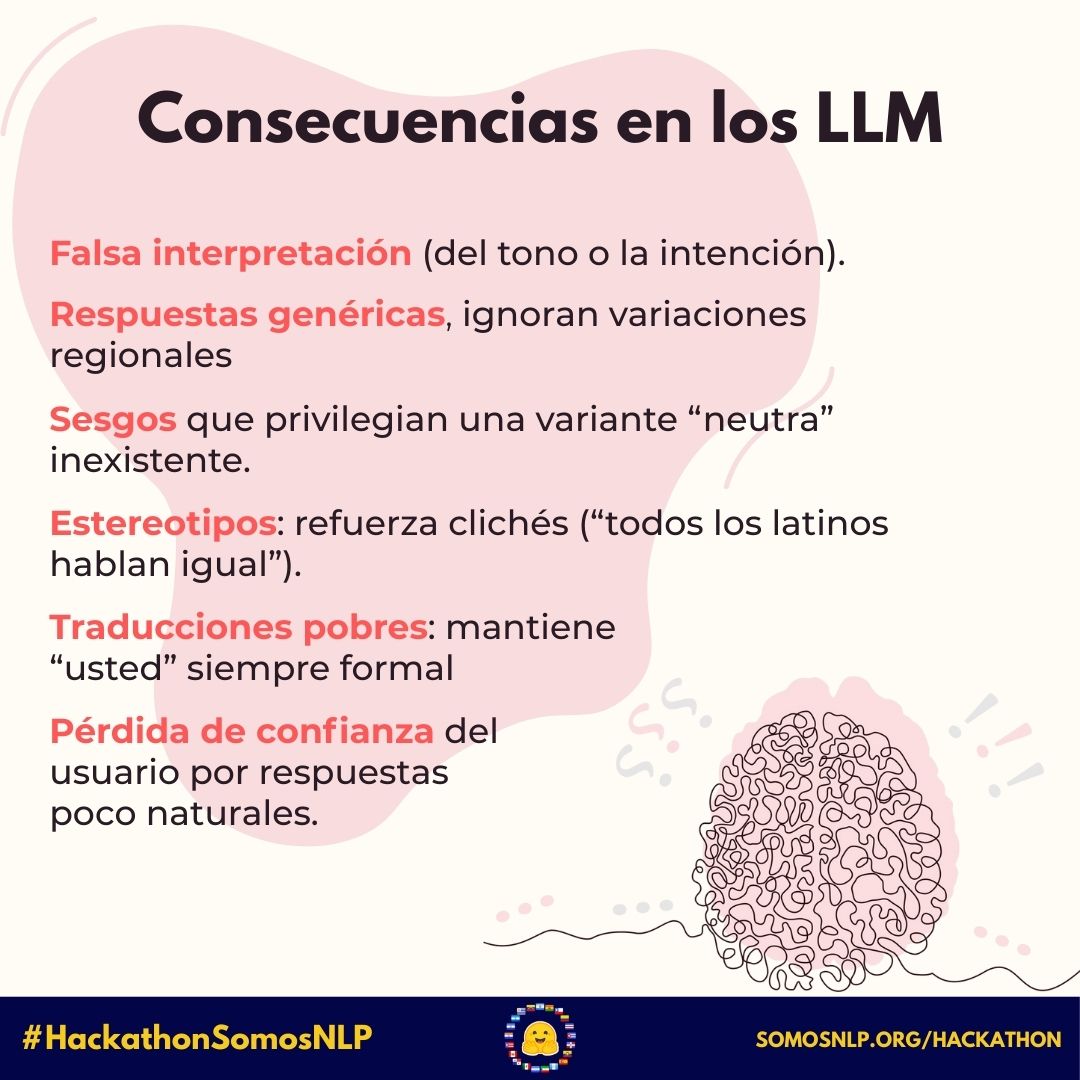 Consecuencias en los LLM
Falsa interpretación (del tono o la intención).
Respuestas genéricas, ignoran variaciones
regionales
Sesgos que privilegian una variante “neutra”
inexistente.
Estereotipos: refuerza clichés (“todos los latinos
hablan igual”).
Traducciones pobres: mantiene
“usted” siempre formal
Pérdida de confianza del
usuario por respuestas
poco naturales.
#HackathonSomosNLP
SOMOSNLP.ORG/HACKATHON